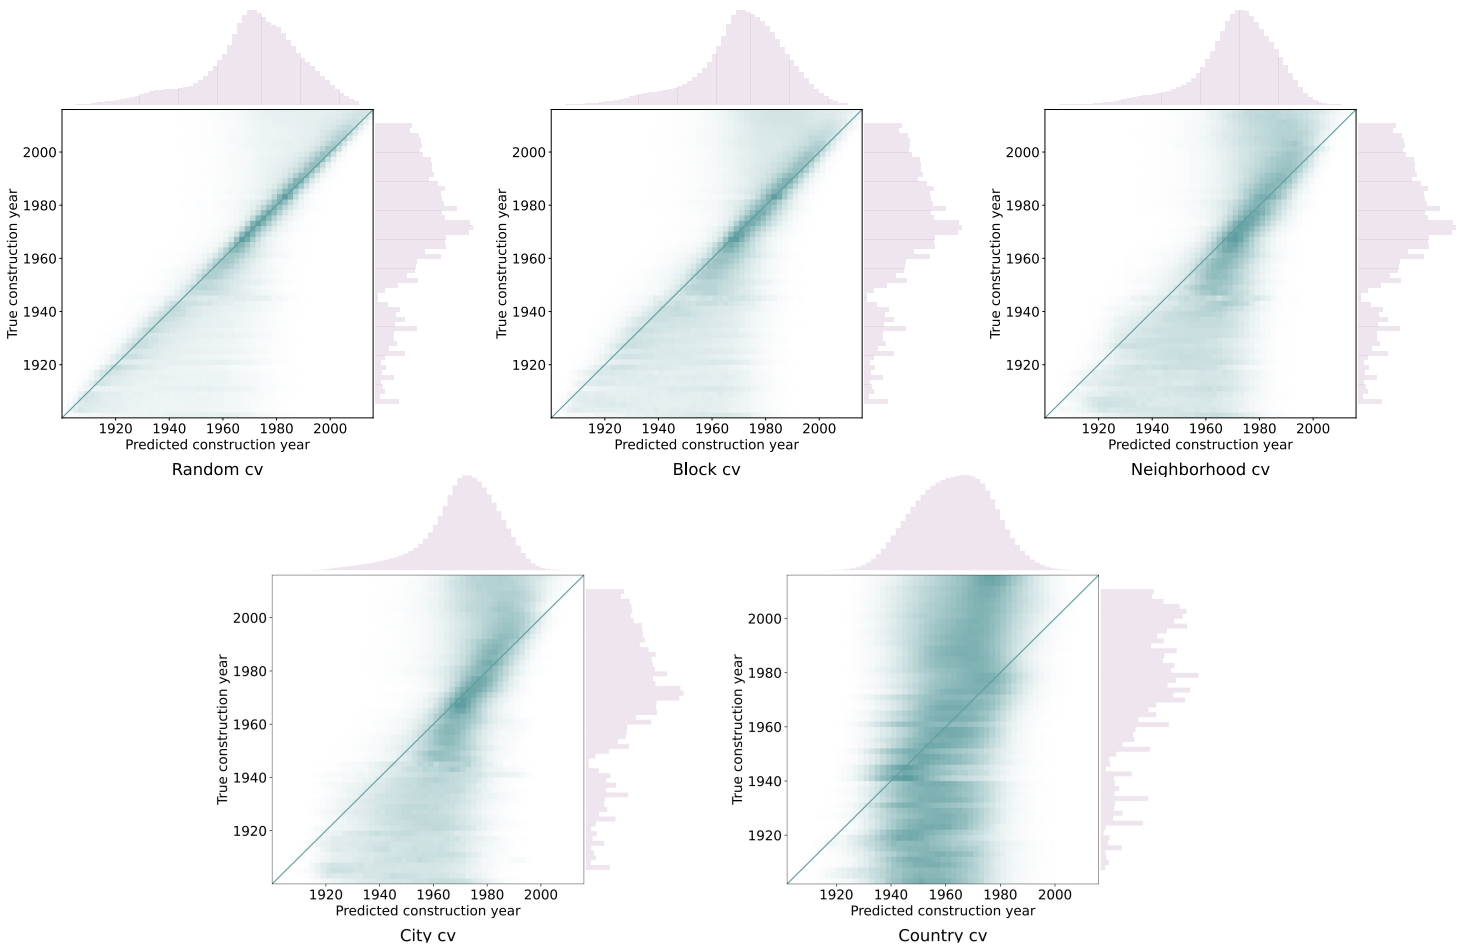 True construction year
2000
1980
1960
1940
1920
1920 1940 1960 1980 2000
Predicted construction year
Random cv
True construction year
2000
1980
1960
1940
1920
1920 1940 1960 1980 2000
Predicted construction year
Block cv
True construction year
2000
1980
1960
1940
1920
1920 1940 1960 1980 2000
Predicted construction year
Neighborhood cv
True construction year
2000
1980
1960
1940
1920
1920 1940 1960 1980 2000
Predicted construction year
City cv
True construction year
2000
1980
1960
1940
1920
1920 1940 1960 1980 2000
Predicted construction year
Country cv